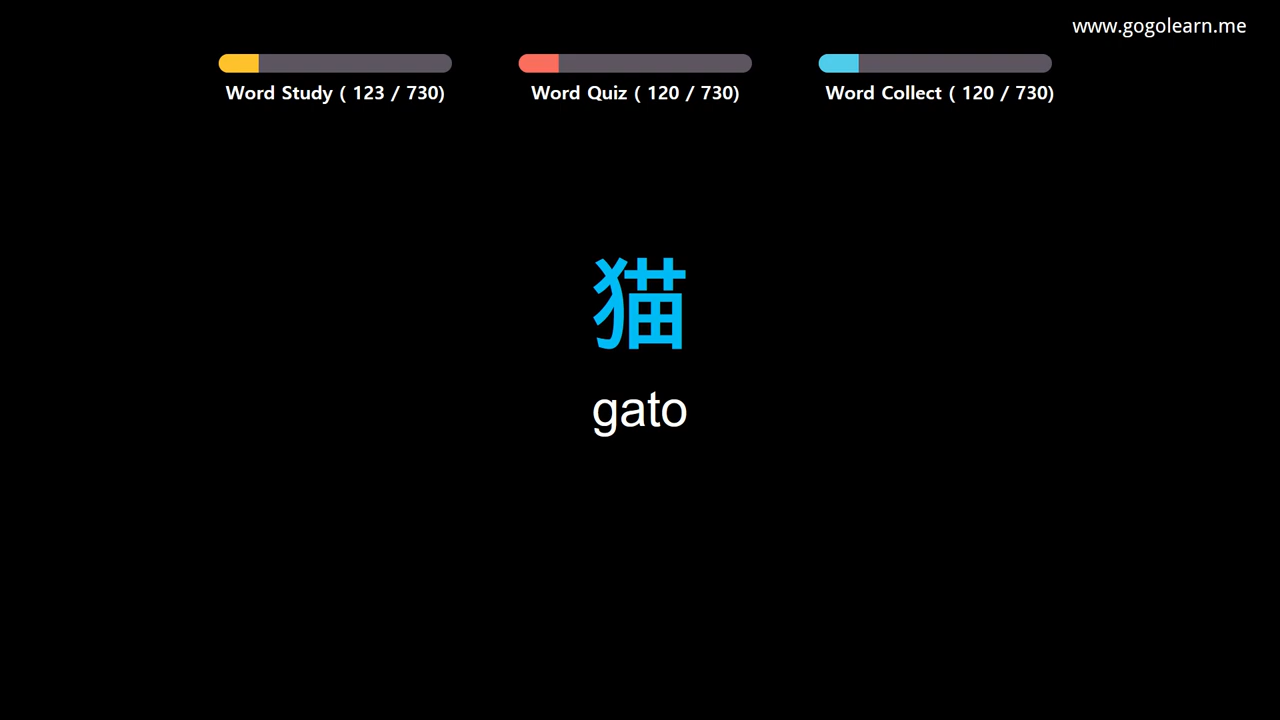 www.gogolearn.me
Word Study ( 123 / 730) Word Quiz ( 120 / 730) Word Collect ( 120 / 730)
猫
gato